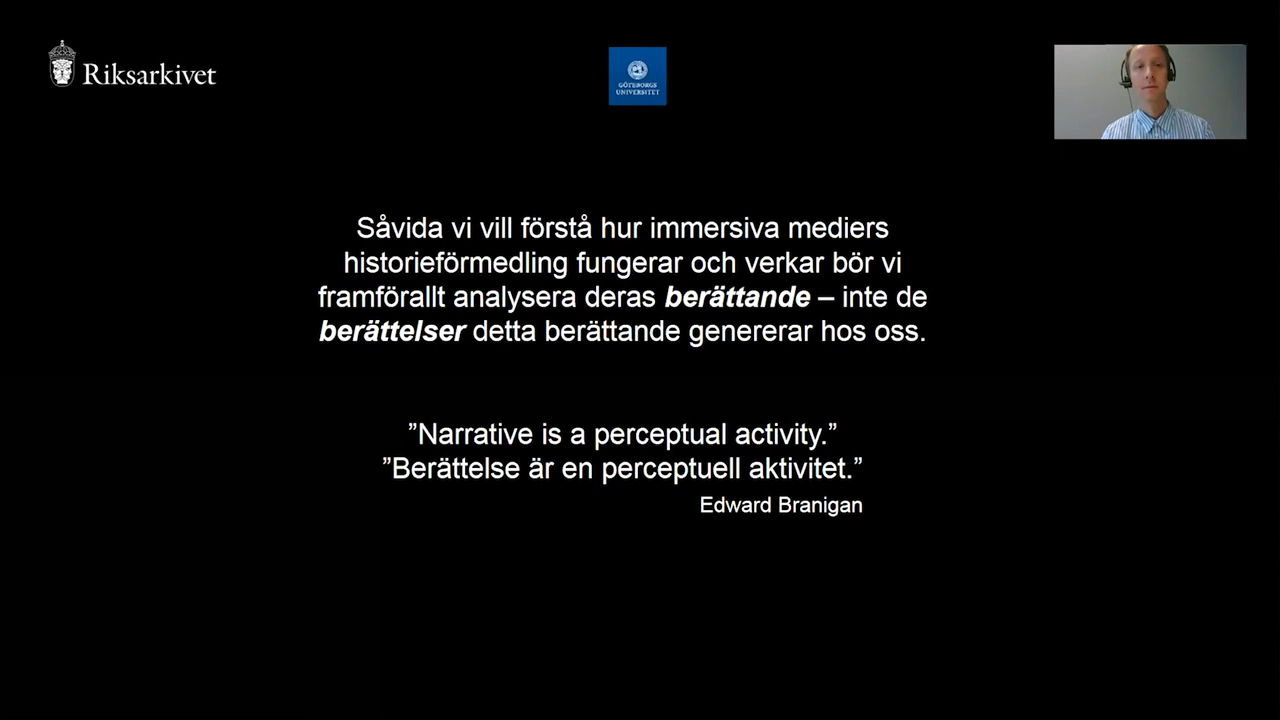 Riksarkivet
GÖTEBORGS
UNIVERSITET
Såvida vi vill förstå hur immersiva mediers
historieförmedling fungerar och verkar bör vi
framförallt analysera deras berättande – inte de
berättelser detta berättande genererar hos oss.
”Narrative is a perceptual activity.”
”Berättelse är en perceptuell aktivitet.”
Edward Branigan